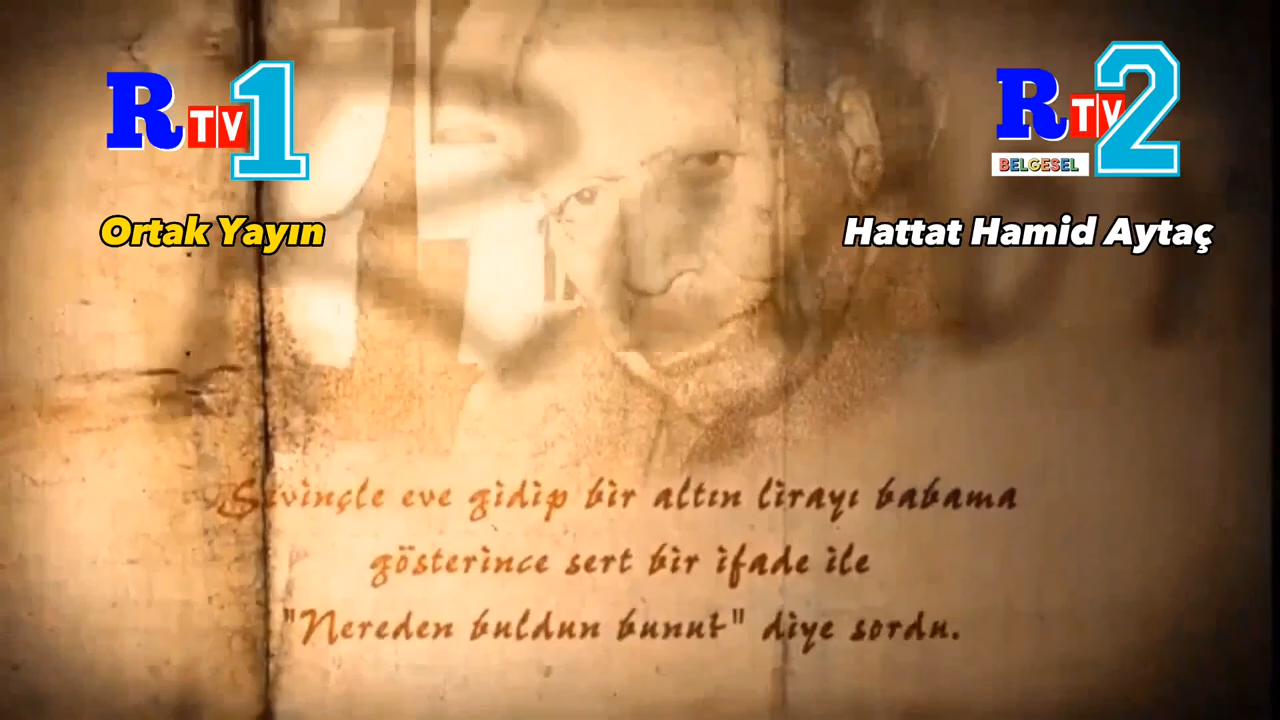 RTV1
RTV2
BELGESEL
Ortak Yayın
Hattat Hamid Aytaç
Sevinçle eve gidip bir altın lirayı babama
gösterince sert bir ifade ile
"Nereden buldun bunu?" diye sordu.